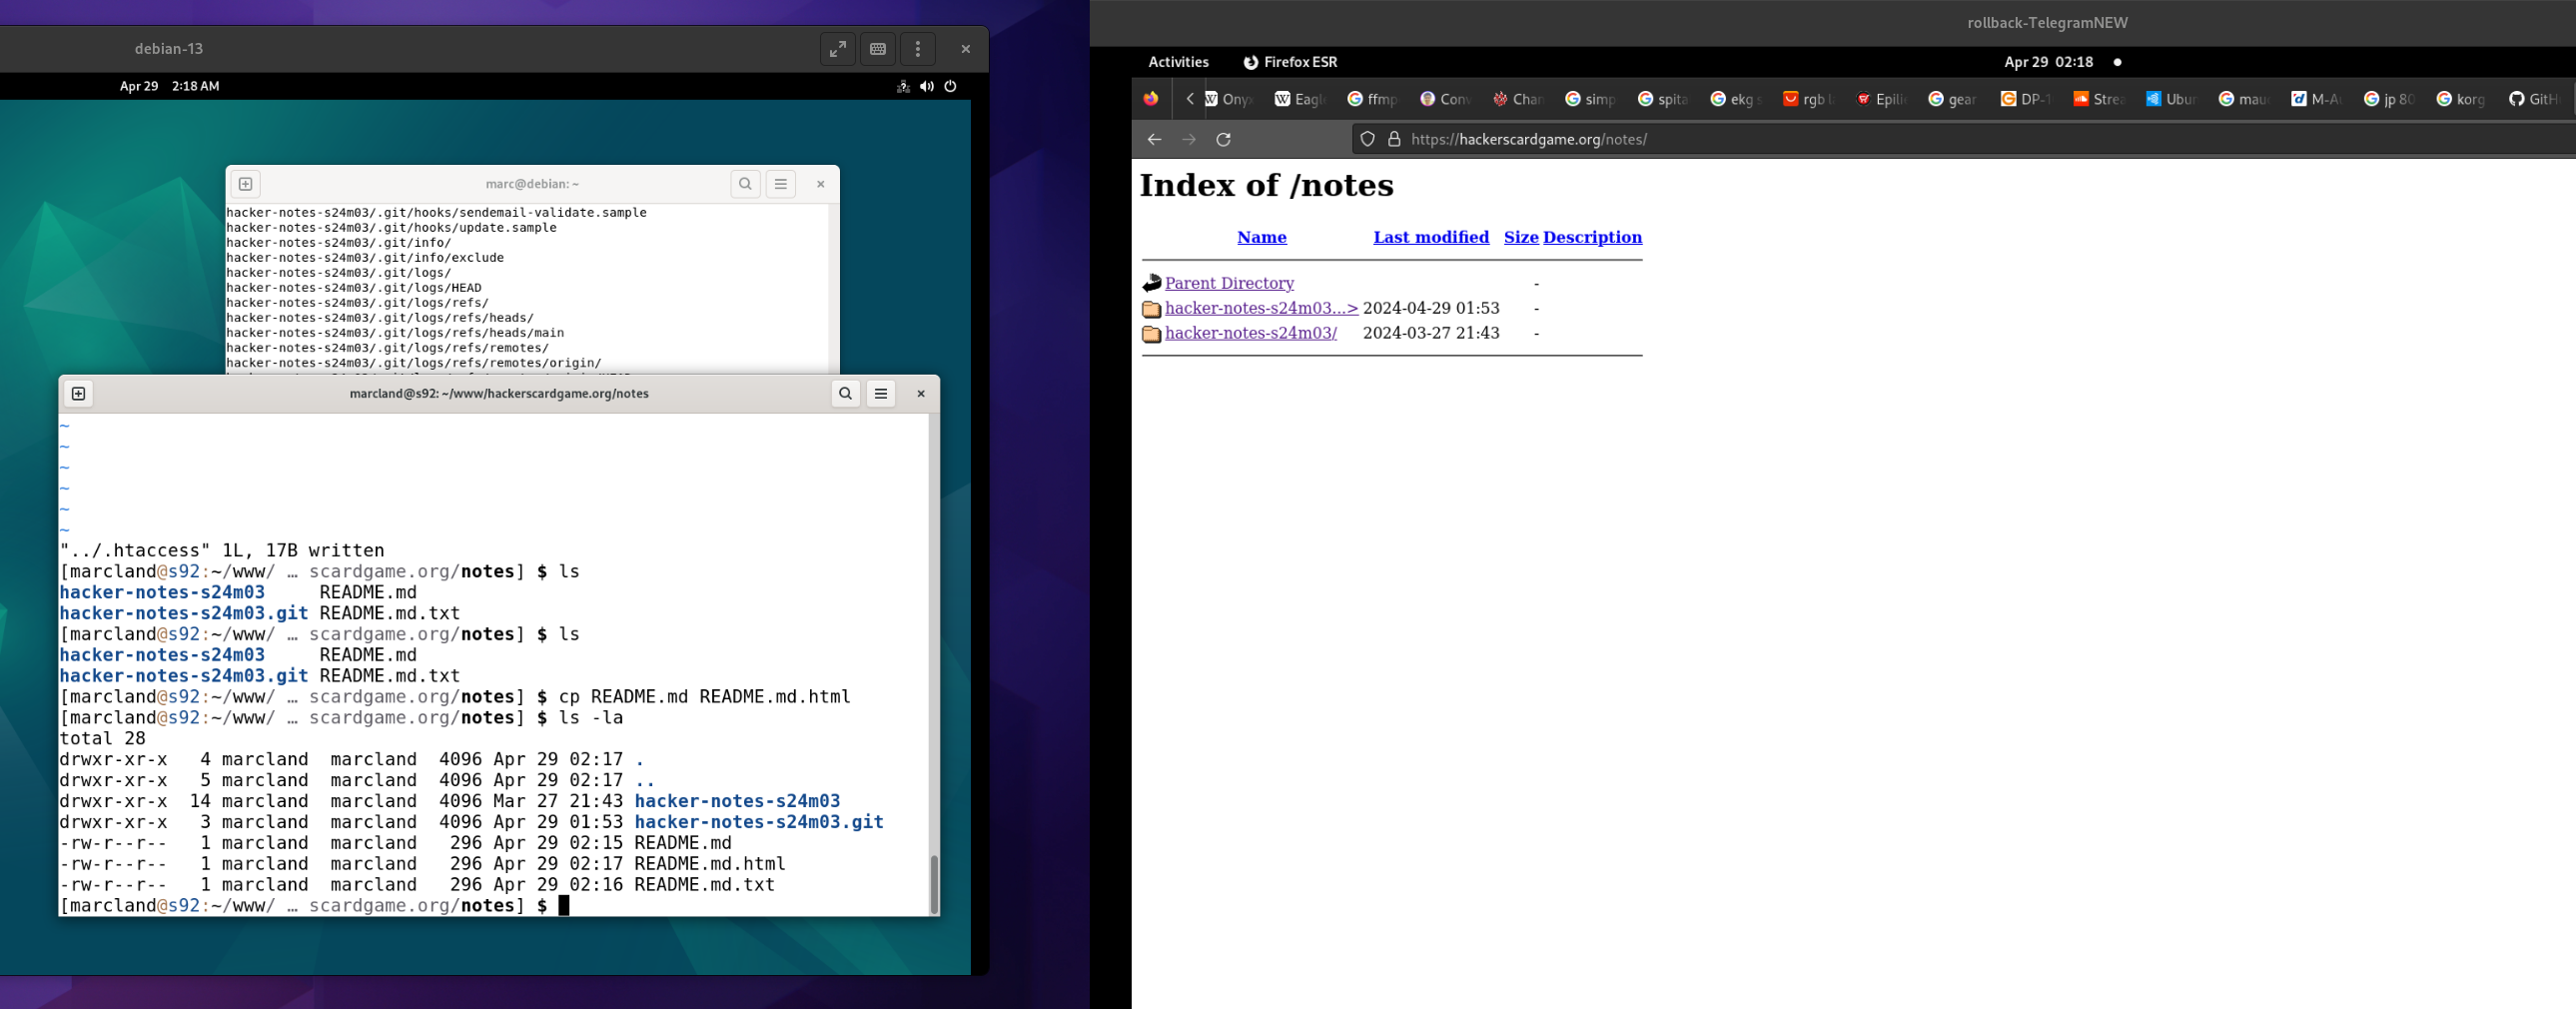 debian-13
Apr 29 2:18 AM
marc@debian: ~
hacker-notes-s24m03/.git/hooks/sendemail-validate.sample
hacker-notes-s24m03/.git/hooks/update.sample
hacker-notes-s24m03/.git/info/
hacker-notes-s24m03/.git/info/exclude
hacker-notes-s24m03/.git/logs/
hacker-notes-s24m03/.git/logs/HEAD
hacker-notes-s24m03/.git/logs/refs/
hacker-notes-s24m03/.git/logs/refs/heads/
hacker-notes-s24m03/.git/logs/refs/heads/main
hacker-notes-s24m03/.git/logs/refs/remotes/
hacker-notes-s24m03/.git/logs/refs/remotes/origin/
marcland@s92: ~/www/hackerscardgame.org/notes
~
~
~
~
~
~
"../.htaccess" 1L, 17B written
[marcland@s92:~/www/ … scardgame.org/notes] $ ls
hacker-notes-s24m03 README.md
hacker-notes-s24m03.git README.md.txt
[marcland@s92:~/www/ … scardgame.org/notes] $ ls
hacker-notes-s24m03 README.md
hacker-notes-s24m03.git README.md.txt
[marcland@s92:~/www/ … scardgame.org/notes] $ cp README.md README.md.html
[marcland@s92:~/www/ … scardgame.org/notes] $ ls -la
total 28
drwxr-xr-x 4 marcland marcland 4096 Apr 29 02:17 .
drwxr-xr-x 5 marcland marcland 4096 Apr 29 02:17 ..
drwxr-xr-x 14 marcland marcland 4096 Mar 27 21:43 hacker-notes-s24m03
drwxr-xr-x 3 marcland marcland 4096 Apr 29 01:53 hacker-notes-s24m03.git
-rw-r--r-- 1 marcland marcland 296 Apr 29 02:15 README.md
-rw-r--r-- 1 marcland marcland 296 Apr 29 02:17 README.md.html
-rw-r--r-- 1 marcland marcland 296 Apr 29 02:16 README.md.txt
[marcland@s92:~/www/ … scardgame.org/notes] $
rollback-TelegramNEW
Activities Firefox ESR Apr 29 02:18
Onyx Eagl ffmp Conv Chan simp spita ekg s rgb l Epili gear DP-1 Strea Ubun mauc M-Au jp 80 korg GitH
https://hackerscardgame.org/notes/
Index of /notes
Name Last modified Size Description
Parent Directory -
hacker-notes-s24m03...> 2024-04-29 01:53 -
hacker-notes-s24m03/ 2024-03-27 21:43 -